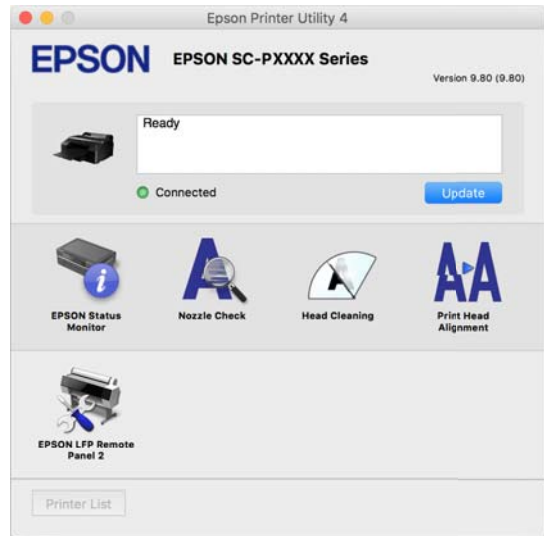 Epson Printer Utility 4
EPSON
EPSON SC-PXXXX Series
Version 9.80 (9.80)
Ready
Connected
Update
EPSON Status
Monitor
Nozzle Check
Head Cleaning
Print Head
Alignment
EPSON LFP Remote
Panel 2
Printer List